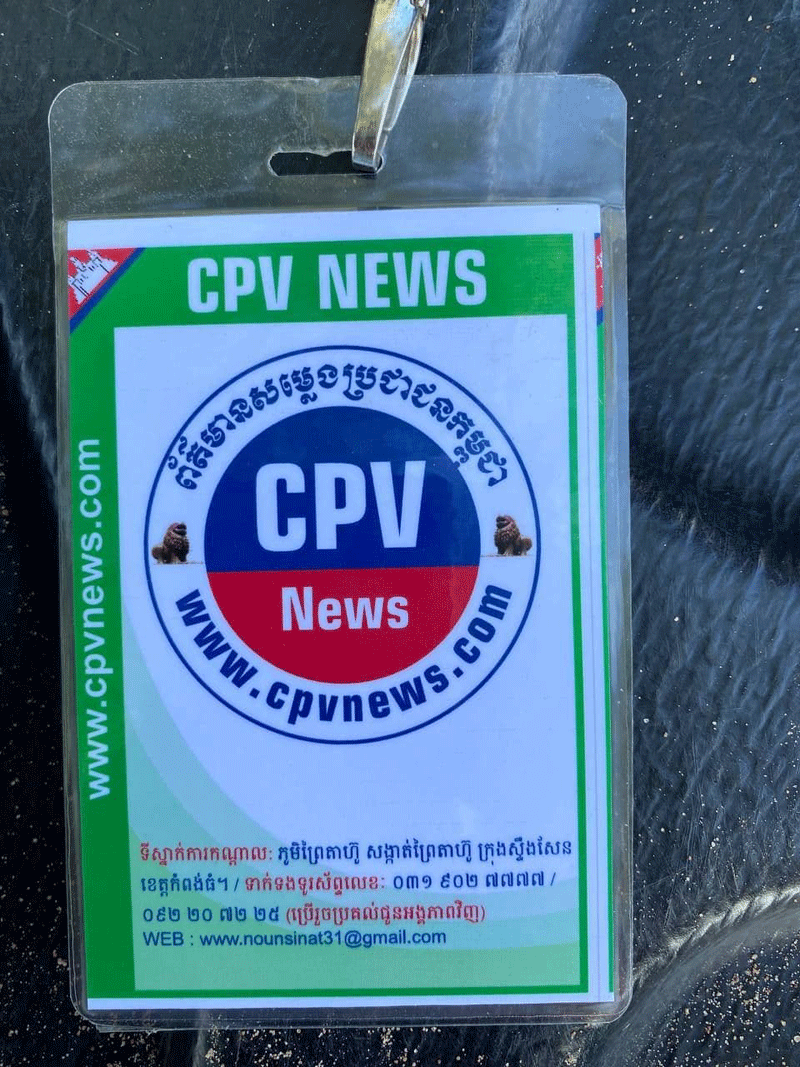 CPV NEWS
ព័ត៌មានសម្លេងប្រជាជនកម្ពុជា
CPV
News
www.cpvnews.com
www.cpvnews.com
ទីស្នាក់ការកណ្តាល: ភូមិព្រៃតាហ៊ូ សង្កាត់ព្រៃតាហ៊ូ ក្រុងស្ទឹងសែន
ខេត្តកំពង់ធំ។ / ទាក់ទងទូរស័ព្ទលេខ: ០៣១ ៩០២ ៧៧៧៧ /
០៩២ ២០ ៧២ ២៥ (ប្រើរួចប្រគល់ជូនអង្គភាពវិញ)
WEB : www.nounsinat31@gmail.com